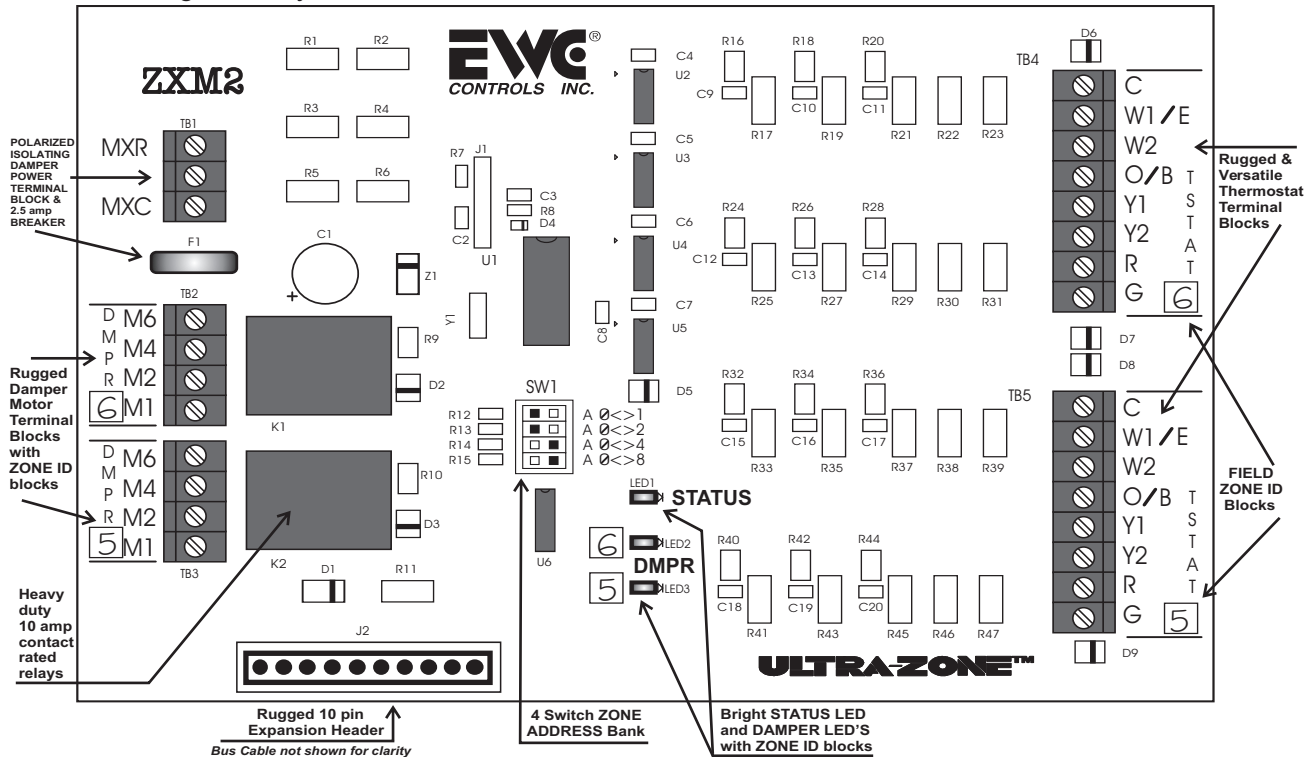 ZXM2
EWC®
CONTROLS INC.
R1 R2
R3 R4
R5 R6
TB1
MXR
MXC
POLARIZED
ISOLATING
DAMPER
POWER
TERMINAL
BLOCK &
2.5 amp
BREAKER
F1
C1
+
Z1
R7
J1
C2
U1
C3
R8
D4
Y1
C4
U2
C5
U3
C6
U4
C7
U5
C8
D5
R16 R18 R20
C9 C10 C11
R17 R19 R21 R22 R23
R24 R26 R28
C12 C13 C14
R25 R27 R29 R30 R31
R32 R34 R36
C15 C16 C17
R33 R35 R37 R38 R39
R40 R42 R44
C18 C19 C20
R41 R43 R45 R46 R47
ULTRA-ZONE™
TB2
DMPR
M6
M4
M2
M1
6
K1
R9
D2
Rugged
Damper
Motor
Terminal
Blocks
with
ZONE ID
blocks
DMPR
M6
M4
M2
M1
5
TB3
K2
R10
D3
D1
R11
Heavy
duty
10 amp
contact
rated
relays
J2
Rugged 10 pin
Expansion Header
Bus Cable not shown for clarity
SW1
R12 A 0<>1
R13 A 0<>2
R14 A 0<>4
R15 A 0<>8
U6
4 Switch ZONE
ADDRESS Bank
LED1 STATUS
6 LED2
DMPR
5 LED3
Bright STATUS LED
and DAMPER LED'S
with ZONE ID blocks
D6
TB4
C
W1/E
W2
O/B
Y1
Y2
R
G
TSTAT
6
Rugged &
Versatile
Thermostat
Terminal
Blocks
D7
D8
TB5
C
W1/E
W2
O/B
Y1
Y2
R
G
TSTAT
5
D9
FIELD
ZONE ID
Blocks